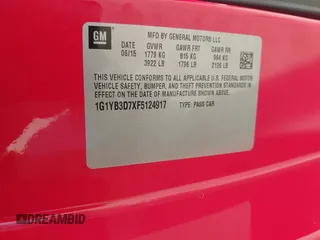 GM
MFD BY GENERAL MOTORS LLC
DATE GVWR GAWR FRT GAWR RR
06/15 1779 KG 815 KG 964 KG
3922 LB 1796 LB 2126 LB
THIS VEHICLE CONFORMS TO ALL APPLICABLE
U.S. FEDERAL MOTOR VEHICLE SAFETY,
BUMPER, AND THEFT PREVENTION STANDARDS
IN EFFECT ON THE DATE OF MANUFACTURE
SHOWN ABOVE.
1G1YB3D7XF5124917 TYPE: PASS CAR
DREAMBID